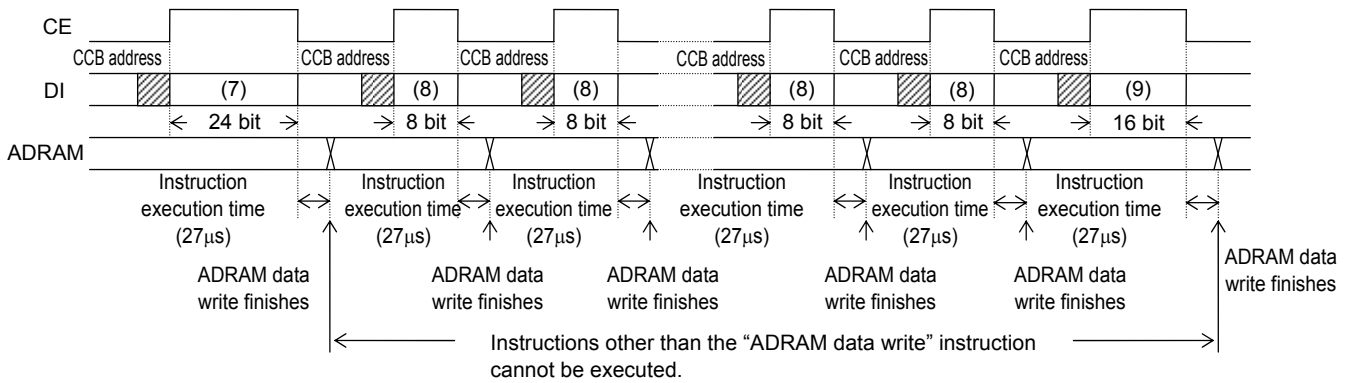 CE
CCB address CCB address CCB address CCB address CCB address CCB address
DI (7) (8) (8) (8) (8) (9)
24 bit 8 bit 8 bit 8 bit 8 bit 16 bit
ADRAM
Instruction Instruction Instruction Instruction Instruction Instruction
execution time execution time execution time execution time execution time execution time
(27μs) (27μs) (27μs) (27μs) (27μs) (27μs)
ADRAM data ADRAM data ADRAM data ADRAM data ADRAM data ADRAM data
write finishes write finishes write finishes write finishes write finishes write finishes
Instructions other than the “ADRAM data write” instruction
cannot be executed.